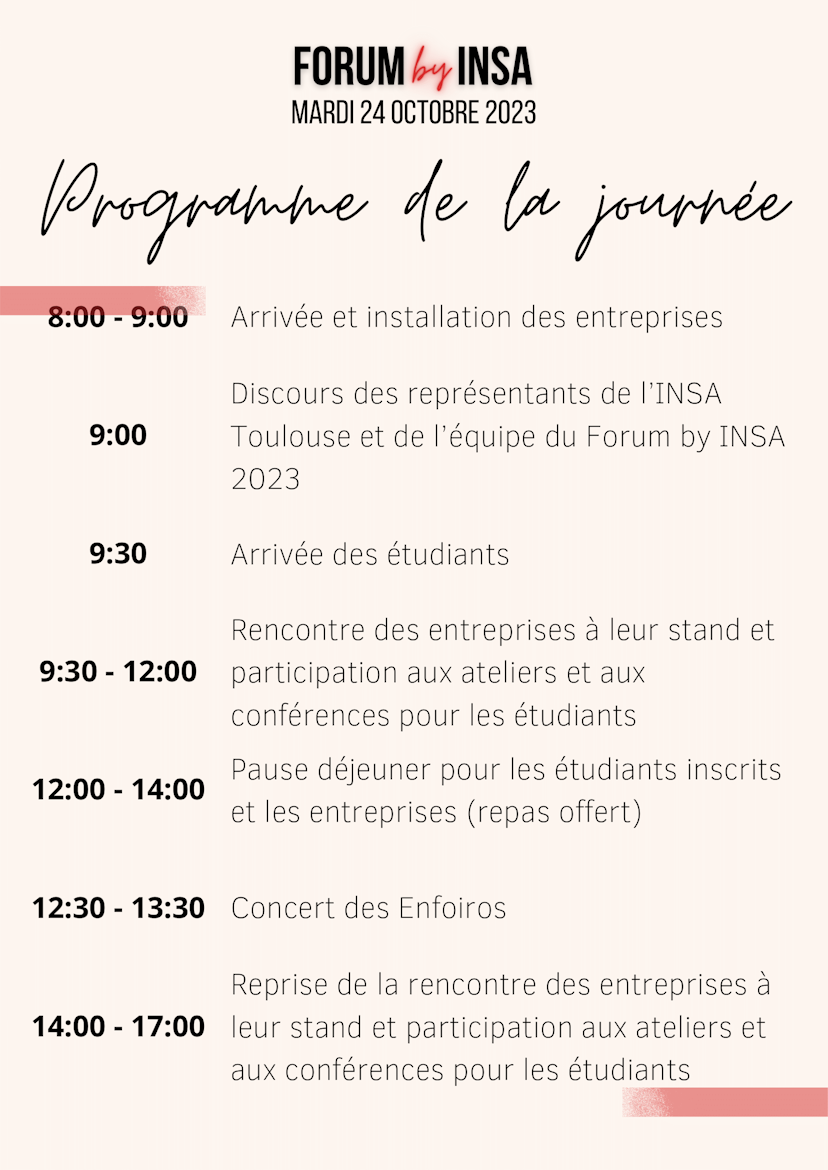 FORUM by INSA
MARDI 24 OCTOBRE 2023
Programme de la journée
8:00 - 9:00 Arrivée et installation des entreprises
Discours des représentants de l'INSA
9:00 Toulouse et de l'équipe du Forum by INSA
2023
9:30 Arrivée des étudiants
Rencontre des entreprises à leur stand et
9:30 - 12:00 participation aux ateliers et aux
conférences pour les étudiants
12:00 - 14:00
Pause déjeuner pour les étudiants inscrits
et les entreprises (repas offert)
12:30 - 13:30 Concert des Enfoiros
Reprise de la rencontre des entreprises à
14:00 - 17:00 leur stand et participation aux ateliers et
aux conférences pour les étudiants